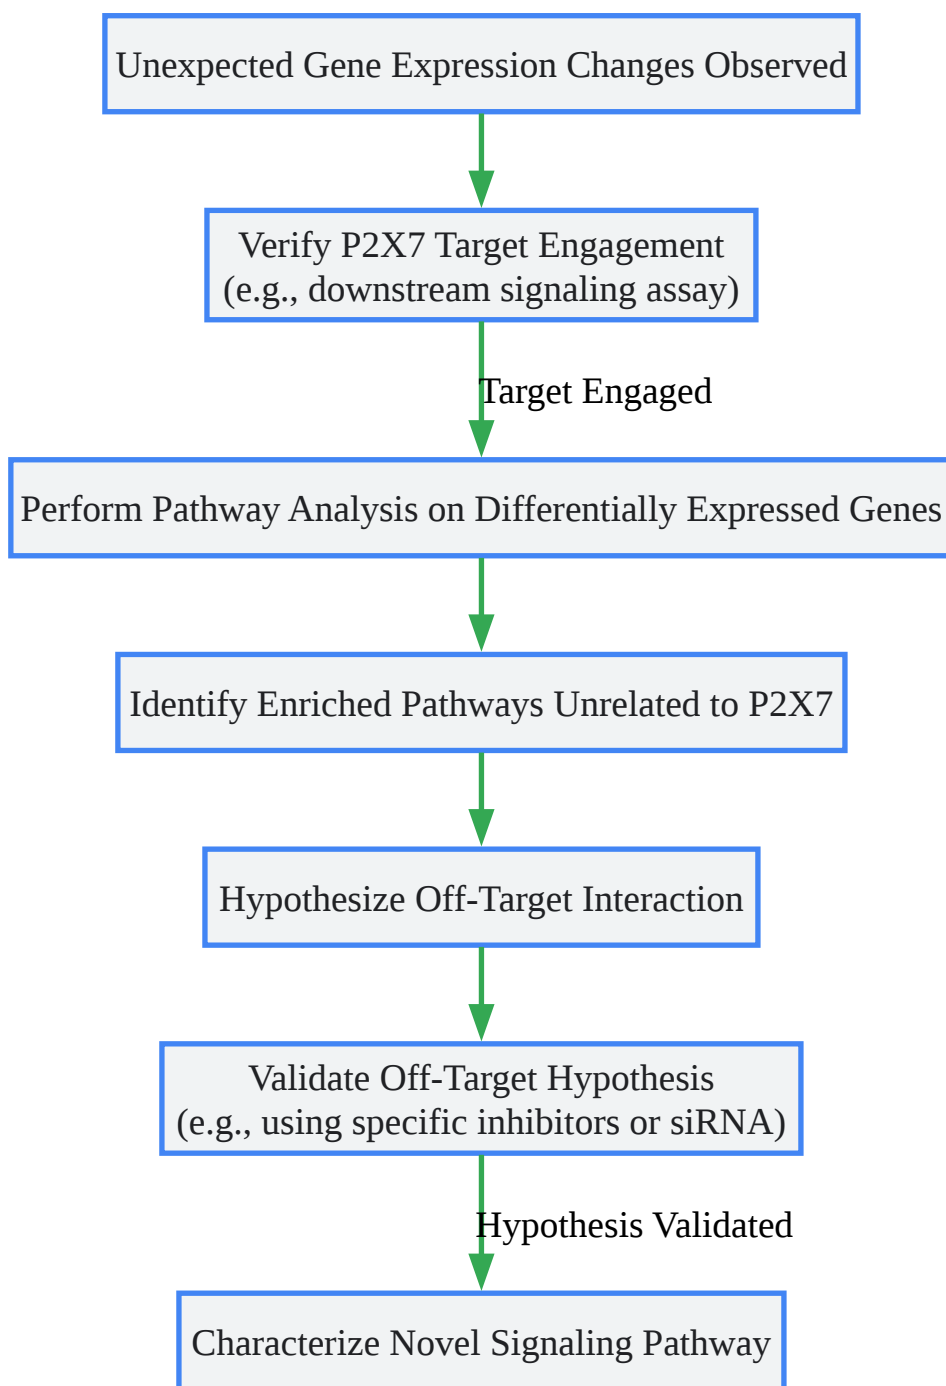 Unexpected Gene Expression Changes Observed
Verify P2X7 Target Engagement
(e.g., downstream signaling assay)
Target Engaged
Perform Pathway Analysis on Differentially Expressed Genes
Identify Enriched Pathways Unrelated to P2X7
Hypothesize Off-Target Interaction
Validate Off-Target Hypothesis
(e.g., using specific inhibitors or siRNA)
Hypothesis Validated
Characterize Novel Signaling Pathway